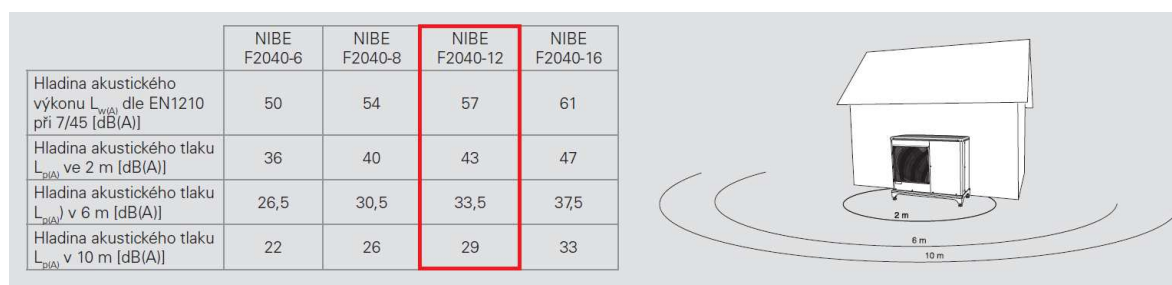 NIBE F2040-6 NIBE F2040-8 NIBE F2040-12 NIBE F2040-16
Hladina akustického
výkonu Lw(A) dle EN1210
při 7/45 [dB(A)] 50 54 57 61
Hladina akustického tlaku
Lp(A) ve 2 m [dB(A)] 36 40 43 47
Hladina akustického tlaku
Lp(A)) v 6 m [dB(A)] 26,5 30,5 33,5 37,5
Hladina akustického tlaku
Lp(A) v 10 m [dB(A)] 22 26 29 33
2 m
6 m
10 m